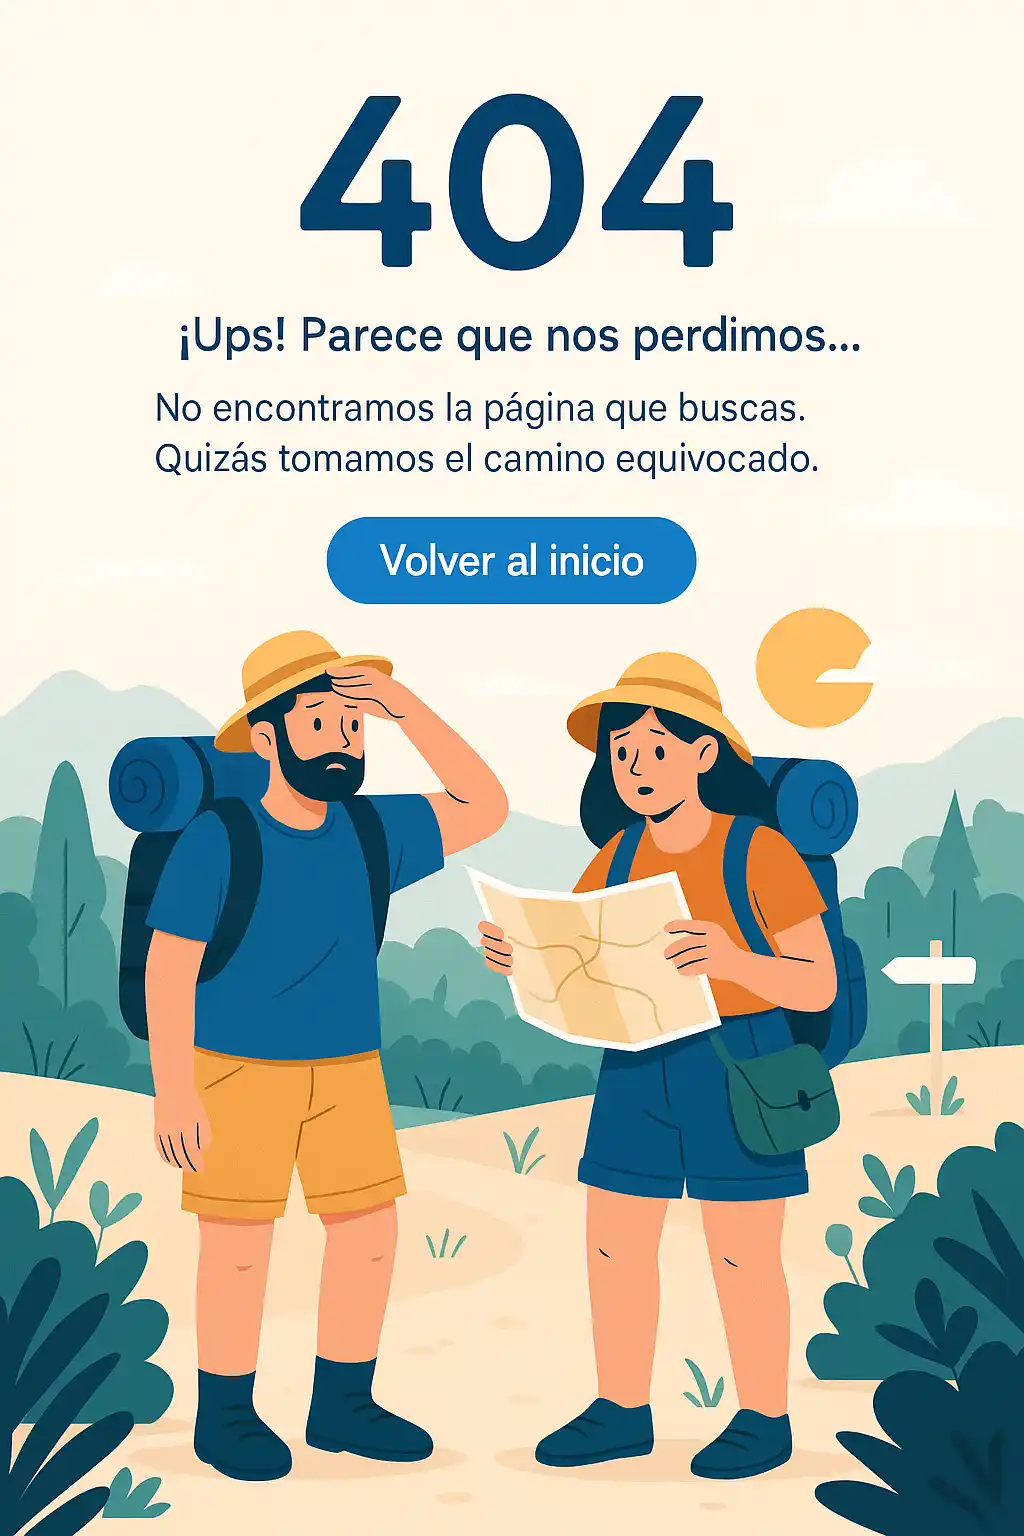 404
¡Ups! Parece que nos perdimos...
No encontramos la página que buscas.
Quizás tomamos el camino equivocado.
Volver al inicio